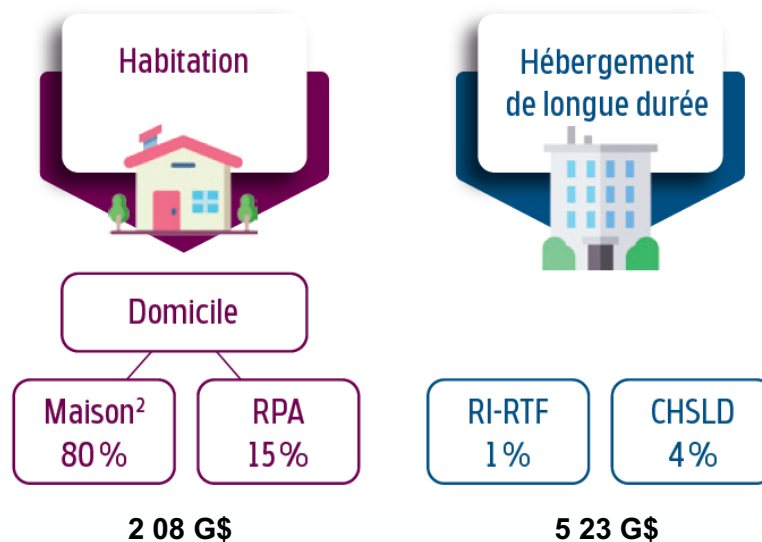 Habitation
Hébergement
de longue durée
Domicile
Maison²
80 %
RPA
15 %
RI-RTF
1 %
CHSLD
4 %
2 08 G$
5 23 G$